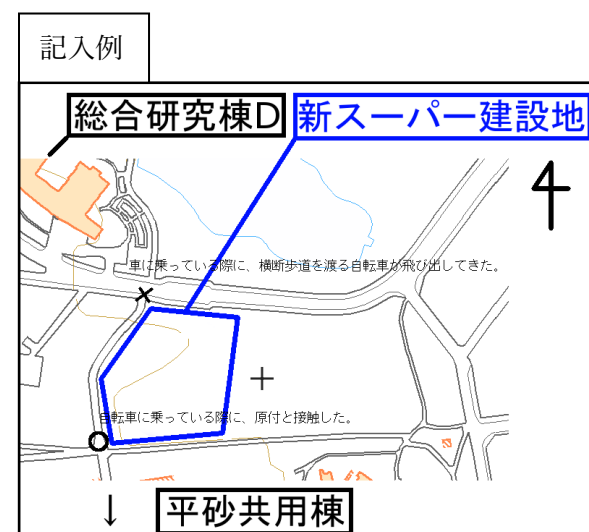 記入例
総合研究棟D
新スーパー建設地
車に乗っている際に、横断歩道を渡る自転車が飛び出してきた。
×
+
自転車に乗っている際に、原付と接触した。
○
↓
平砂共用棟